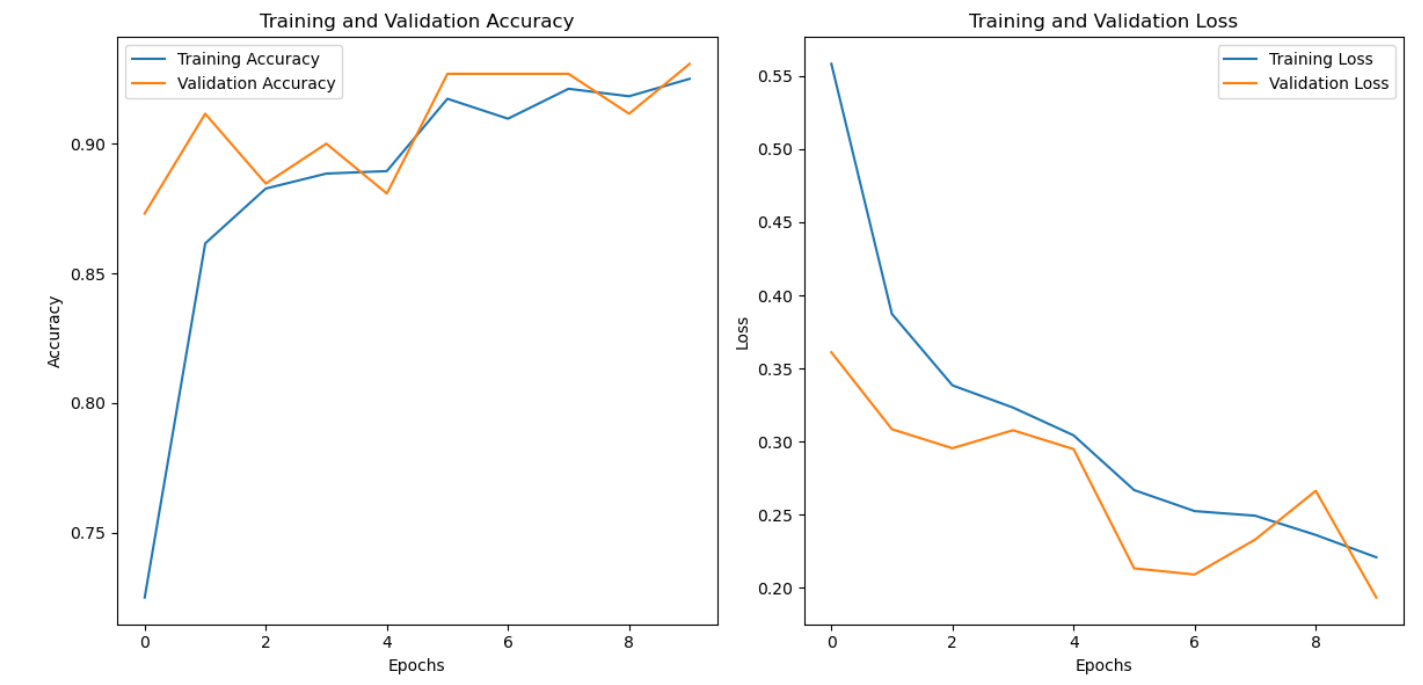 Training and Validation Accuracy
Training Accuracy
Validation Accuracy
0.90
0.85
0.80
0.75
Accuracy
0 2 4 6 8
Epochs
Training and Validation Loss
Training Loss
Validation Loss
0.55
0.50
0.45
0.40
0.35
0.30
0.25
0.20
Loss
0 2 4 6 8
Epochs